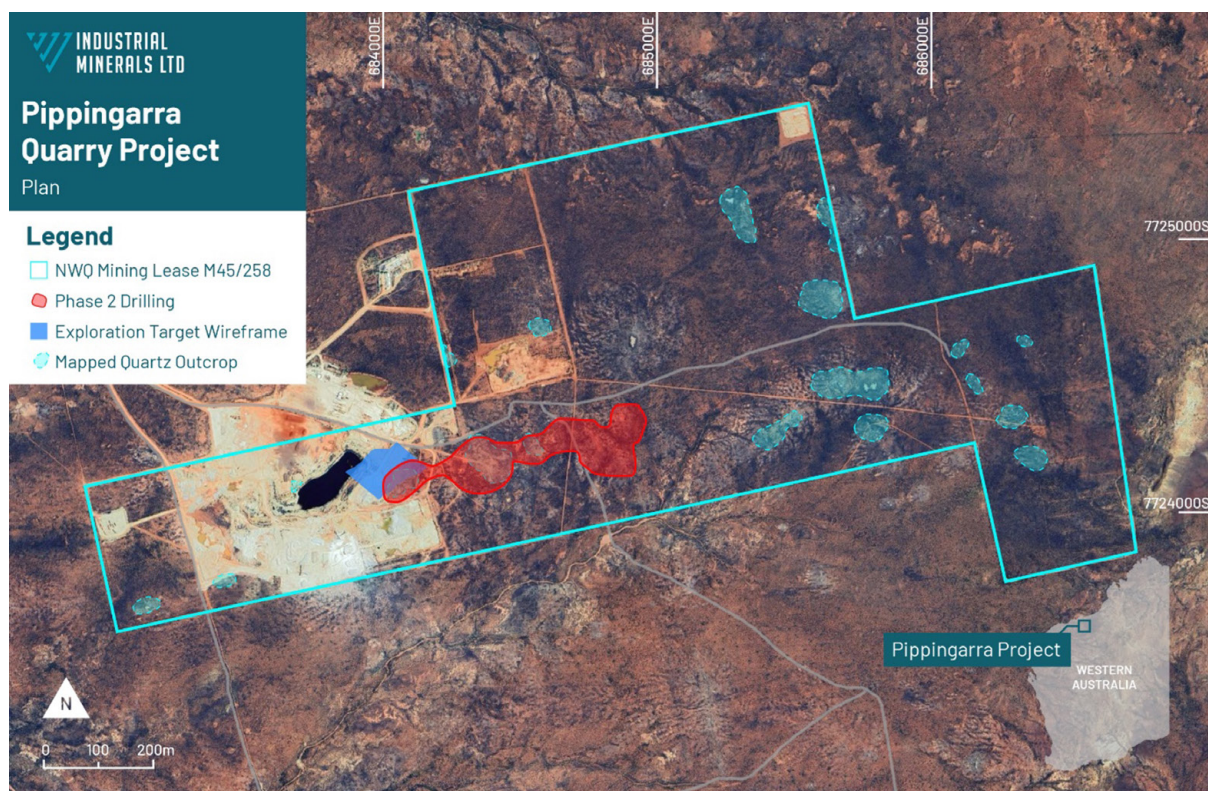 INDUSTRIAL
MINERALS LTD
Pippingarra
Quarry Project
Plan
Legend
NWQ Mining Lease M45/258
Phase 2 Drilling
Exploration Target Wireframe
Mapped Quartz Outcrop
684000E
685000E
686000E
7725000S
7724000S
Pippingarra Project
WESTERN
AUSTRALIA
N
0 100 200m